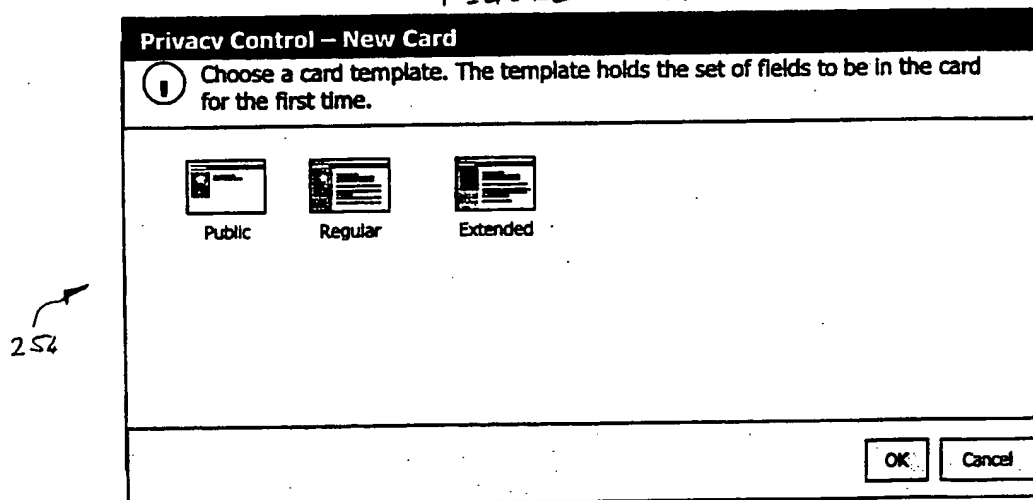 Privacy Control – New Card
Choose a card template. The template holds the set of fields to be in the card
for the first time.
Public Regular Extended
254
OK Cancel